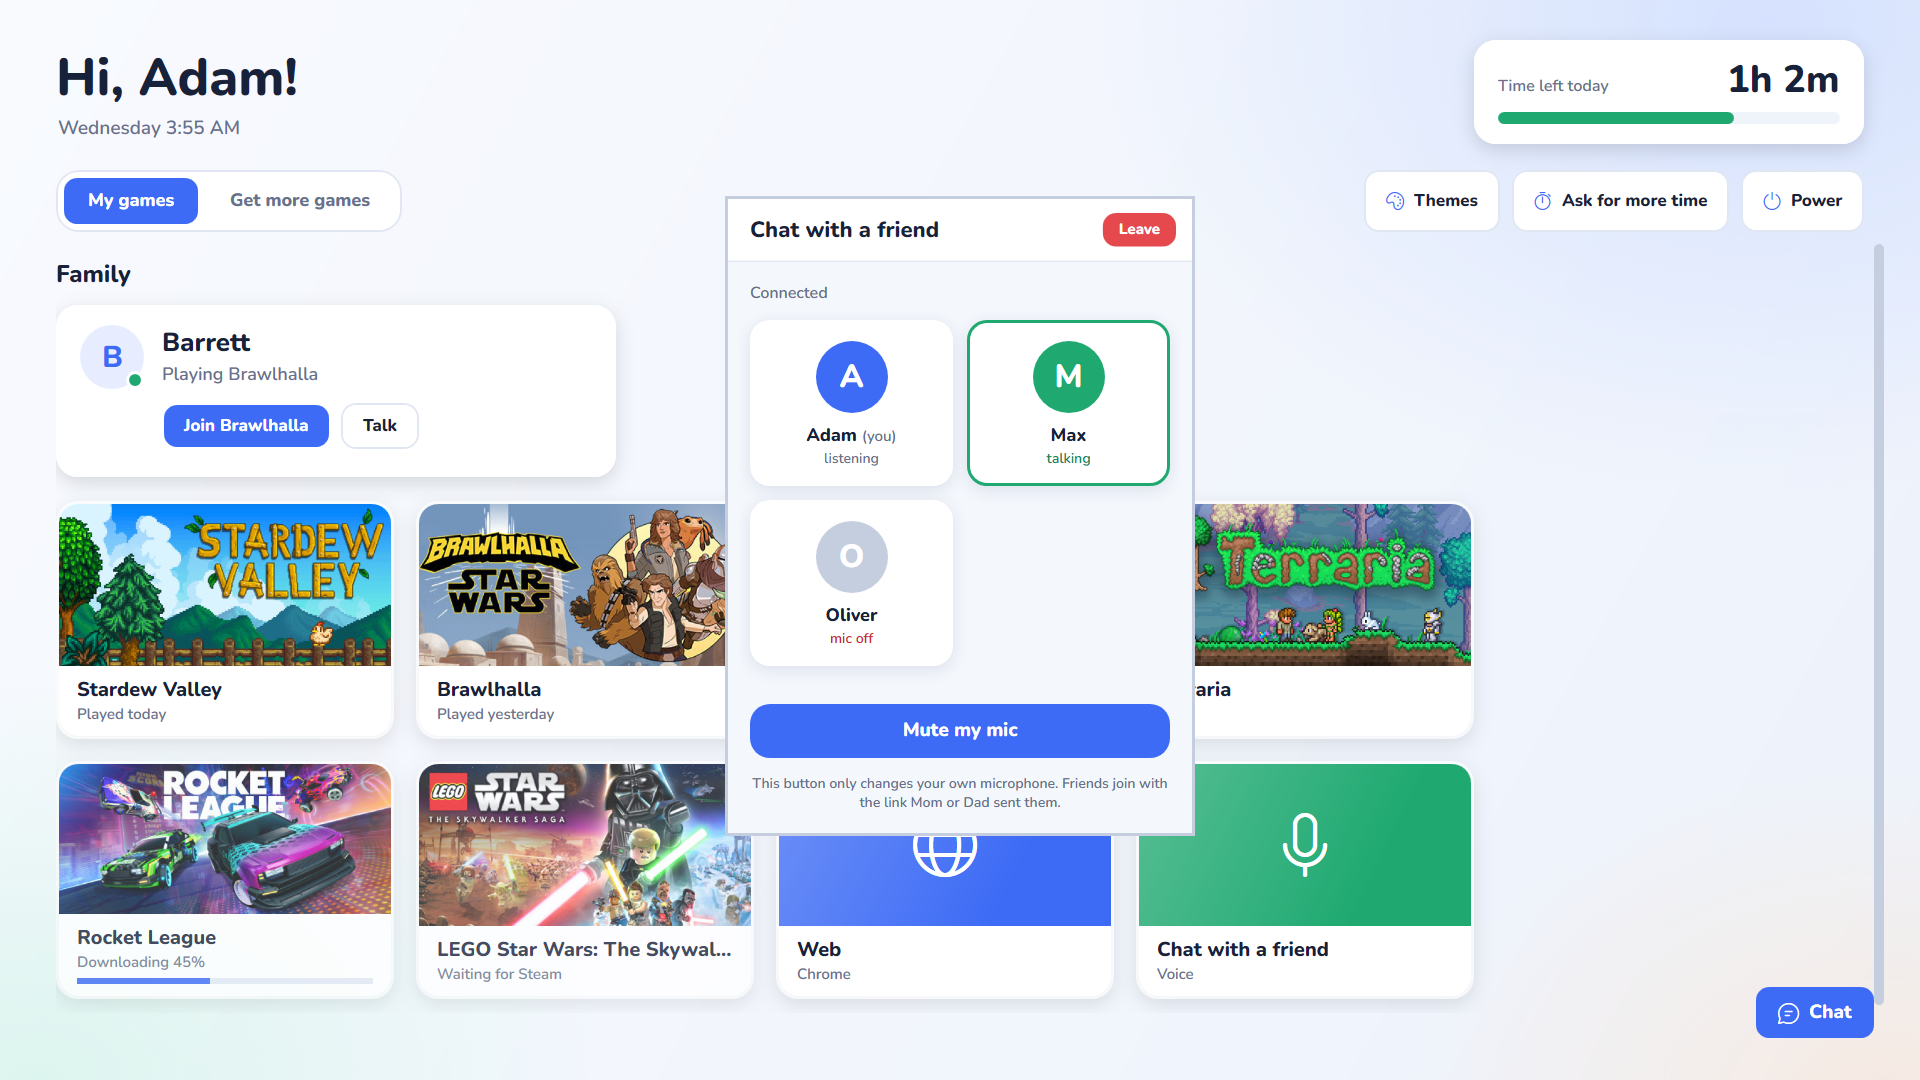 Hi, Adam!
Wednesday 3:55 AM
Time left today
1h 2m
My games
Get more games
Themes
Ask for more time
Power
Family
B
Barrett
Playing Brawlhalla
Join Brawlhalla
Talk
Chat with a friend
Leave
Connected
A
Adam (you)
listening
M
Max
talking
O
Oliver
mic off
Mute my mic
This button only changes your own microphone. Friends join with
the link Mom or Dad sent them.
STARDEW
VALLEY
Stardew Valley
Played today
BRAWLHALLA
STAR
WARS
Brawlhalla
Played yesterday
Terraria
aria
ROCKET
LEAGUE
Rocket League
Downloading 45%
LEGO
STAR
WARS
THE SKYWALKER SAGA
LEGO Star Wars: The Skywal...
Waiting for Steam
Web
Chrome
Chat with a friend
Voice
Chat